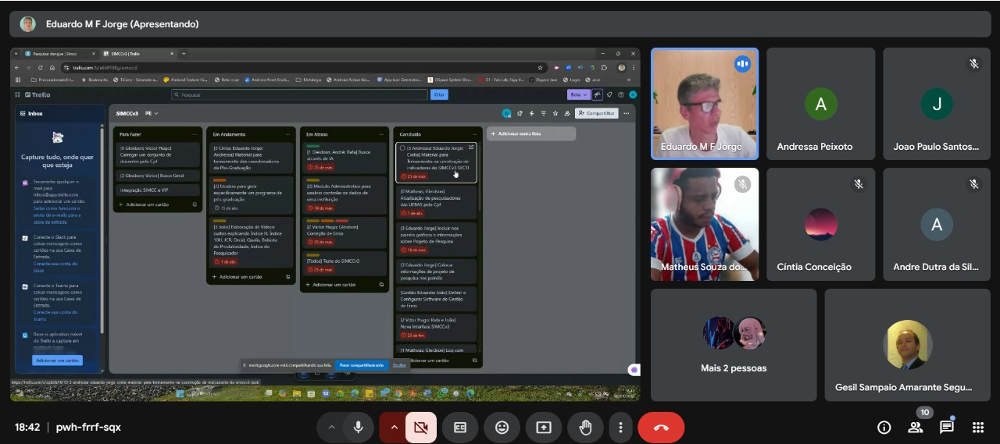 Eduardo M F Jorge (Apresentando)
Pesquisa dengue | Simcc
SIMCCv3 | Trello
Trello
Pesquisar
Criar
Beta
Inbox
SIMCCv3
Compartilhar
Capture tudo, onde quer
que esteja
Encaminhe qualquer e-
mail para
inbox@app.trello.com
para adicionar um cartão.
Saiba como funciona o
envio de e-mails para a
caixa de entrada
Conecte o Slack para
salvar mensagens como
cartões na sua Caixa de
Entrada.
Conecte sua conta do
Slack
Conecte o Teams para
salvar mensagens como
cartões na sua Caixa de
Entrada.
Conecte sua conta do
Teams
Baixe o aplicativo móvel
do Trello e capture em
Adicionar um cartão
Para Fazer
[0 Gleidson; Victor Hugo]
Carregar um conjunto de
docentes pelo Cpf
[2 Gleidson; Victor] Busca Geral
Integração SIMCC e VIP
+ Adicionar um cartão
Em Andamento
[3 Cintia; Eduardo Jorge;
Andressa] Material para
treinamento dos coordenadores
da Pós-Graduação
[2] Usuário para gerir
especificamente um programa de
pós-graduação
15 de abr.
[3 João] Elaboração de Vídeos
curtos explicando Índice H, Índice
10H, JCR, Orcid, Qualis, Bolsista
de Produtividade, Índice do
Pesquisador
1 de abr.
+ Adicionar um cartão
Em Atraso
[1 Gleidson; André; Rafa] Busca
através de IA
25 de mar.
[2] Modulo Administrativo para
usuário controlar os dados de
uma instituição
18 de mar.
[2 Victor Hugo; Gleidson]
Correção de Erros
25 de mar.
[Todos] Teste do SIMCCv3
25 de mar.
+ Adicionar um cartão
Concluído
[3 Andressa; Eduardo Jorge;
Cintia] Material para
Treinamento na construção de
indicadores do SIMCCv3 SECTI
25 de mar.
[0 Matheus; Gleidson]
Atualização de pesquisadores
das UEBAS pelo Cpf
1 de abr.
[3 Eduardo Jorge] Incluir nos
painéis gráficos e informações
sobre Projeto de Pesquisa
18 de mar.
[3 Eduardo Jorge] Colocar
informações de projeto de
pesquisa nos painéis
[Gestão Eduardo; João] Definir e
Configurar Software de Gestão
de Erros
[2 Victor Hugo; Rafa e João]
Nova Interface SIMCCv3
25 de fev.
[1 Matheus; Gleidson] Log com
+ Adicionar outra lista
meet.google.com está compartilhando sua tela.
Parar compartilhamento
Ocultar
Eduardo M F Jorge
A
Andressa Peixoto
J
Joao Paulo Santos...
Matheus Souza do...
Cíntia Conceição
A
Andre Dutra da Sil...
Mais 2 pessoas
Gesil Sampaio Amarante Segu...
18:42 | pwh-frrf-sqx
10